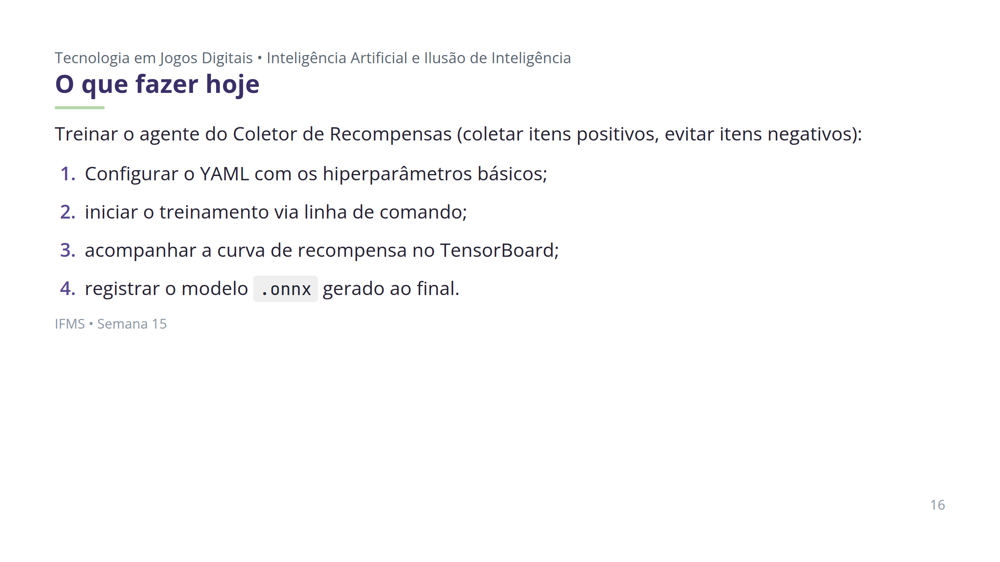 Tecnologia em Jogos Digitais • Inteligência Artificial e Ilusão de Inteligência
O que fazer hoje
Treinar o agente do Coletor de Recompensas (coletar itens positivos, evitar itens negativos):
1. Configurar o YAML com os hiperparâmetros básicos;
2. iniciar o treinamento via linha de comando;
3. acompanhar a curva de recompensa no TensorBoard;
4. registrar o modelo .onnx gerado ao final.
IFMS • Semana 15
16